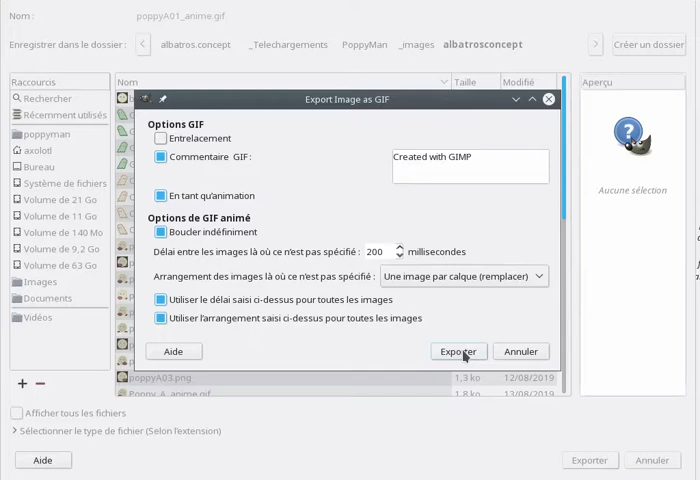 Nom :
poppyA01_anime.gif
Enregistrer dans le dossier :
albatros.concept
_Telechargements
PoppyMan
_images
albatrosconcept
Créer un dossier
Raccourcis
Nom
Taille
Modifié
Aperçu
Rechercher
Récemment utilisés
poppyman
axolotl
Bureau
Système de fichiers
Volume de 21 Go
Volume de 11 Go
Volume de 140 Mo
Volume de 9,2 Go
Volume de 63 Go
Images
Documents
Vidéos
Export Image as GIF
Options GIF
Entrelacement
Commentaire GIF :
Created with GIMP
En tant qu'animation
Options de GIF animé
Boucler indéfiniment
Délai entre les images là où ce n'est pas spécifié :
200
millisecondes
Arrangement des images là où ce n'est pas spécifié :
Une image par calque (remplacer)
Utiliser le délai saisi ci-dessus pour toutes les images
Utiliser l'arrangement saisi ci-dessus pour toutes les images
Aide
Exporter
Annuler
poppyA03.png
1,3 ko
12/08/2019
Poppy_A_anime.gif
1,8 ko
13/08/2019
Aucune sélection
Afficher tous les fichiers
Sélectionner le type de fichier (Selon l'extension)
Aide
Exporter
Annuler